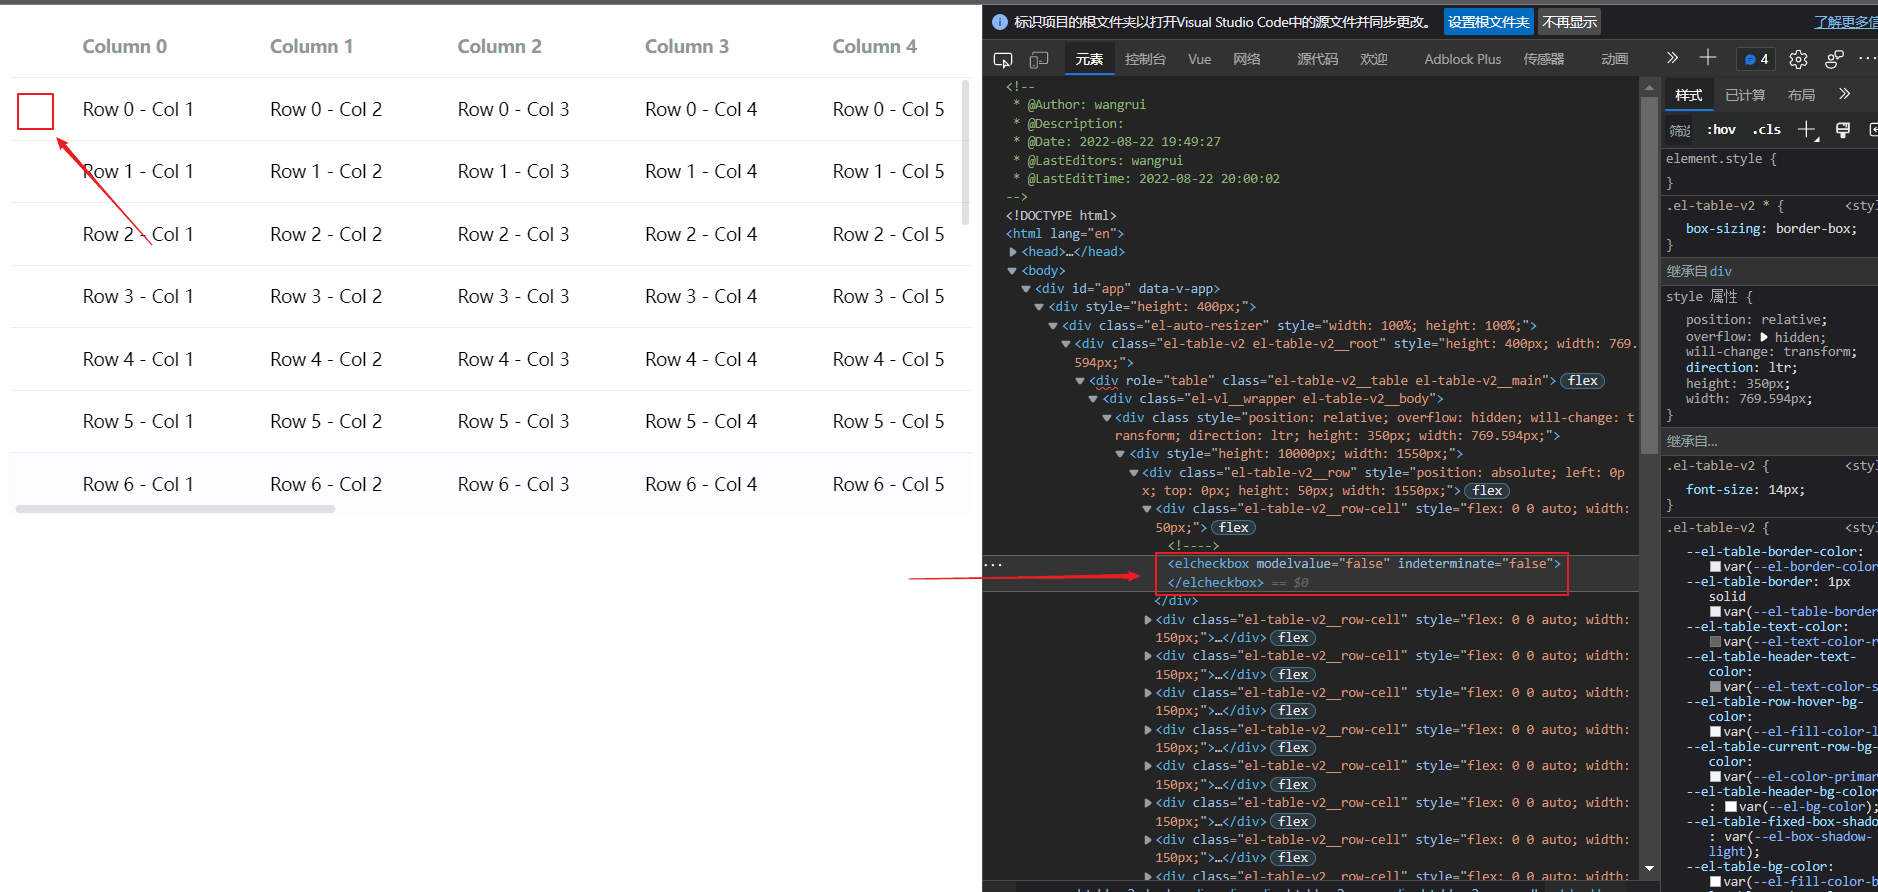 Column 0 Column 1 Column 2 Column 3 Column 4
Row 0 - Col 1 Row 0 - Col 2 Row 0 - Col 3 Row 0 - Col 4 Row 0 - Col 5
Row 1 - Col 1 Row 1 - Col 2 Row 1 - Col 3 Row 1 - Col 4 Row 1 - Col 5
Row 2 - Col 1 Row 2 - Col 2 Row 2 - Col 3 Row 2 - Col 4 Row 2 - Col 5
Row 3 - Col 1 Row 3 - Col 2 Row 3 - Col 3 Row 3 - Col 4 Row 3 - Col 5
Row 4 - Col 1 Row 4 - Col 2 Row 4 - Col 3 Row 4 - Col 4 Row 4 - Col 5
Row 5 - Col 1 Row 5 - Col 2 Row 5 - Col 3 Row 5 - Col 4 Row 5 - Col 5
Row 6 - Col 1 Row 6 - Col 2 Row 6 - Col 3 Row 6 - Col 4 Row 6 - Col 5
标识项目的根文件夹以打开Visual Studio Code中的源文件并同步更改。 设置根文件夹 不再显示 了解更多信
元素 控制台 Vue 网络 源代码 欢迎 Adblock Plus 传感器 动画 4
<!--
* @Author: wangrui
* @Description:
* @Date: 2022-08-22 19:49:27
* @LastEditors: wangrui
* @LastEditTime: 2022-08-22 20:00:02
-->
<!DOCTYPE html>
<html lang="en">
<head>…</head>
<body>
<div id="app" data-v-app>
<div style="height: 400px;">
<div class="el-auto-resizer" style="width: 100%; height: 100%;">
<div class="el-table-v2 el-table-v2__root" style="height: 400px; width: 769.
594px;">
<div role="table" class="el-table-v2__table el-table-v2__main"> flex
<div class="el-vl__wrapper el-table-v2__body">
<div class style="position: relative; overflow: hidden; will-change: t
ransform; direction: ltr; height: 350px; width: 769.594px;">
<div style="height: 10000px; width: 1550px;">
<div class="el-table-v2__row" style="position: absolute; left: 0p
x; top: 0px; height: 50px; width: 1550px;"> flex
<div class="el-table-v2__row-cell" style="flex: 0 0 auto; width:
50px;"> flex
<!---->
<elcheckbox modelvalue="false" indeterminate="false">
</elcheckbox> == $0
</div>
<div class="el-table-v2__row-cell" style="flex: 0 0 auto; width:
150px;">…</div> flex
<div class="el-table-v2__row-cell" style="flex: 0 0 auto; width:
150px;">…</div> flex
<div class="el-table-v2__row-cell" style="flex: 0 0 auto; width:
150px;">…</div> flex
<div class="el-table-v2__row-cell" style="flex: 0 0 auto; width:
150px;">…</div> flex
<div class="el-table-v2__row-cell" style="flex: 0 0 auto; width:
150px;">…</div> flex
<div class="el-table-v2__row-cell" style="flex: 0 0 auto; width:
150px;">…</div> flex
<div class="el-table-v2__row-cell" style="flex: 0 0 auto; width:
150px;">…</div> flex
<div class="el-table-v2__row-cell" style="flex: 0 0 auto; width:
样式 已计算 布局
:hov .cls
element.style {
}
.el-table-v2 * { <styl
box-sizing: border-box;
}
继承自div
style 属性 {
position: relative;
overflow: hidden;
will-change: transform;
direction: ltr;
height: 350px;
width: 769.594px;
}
继承自...
.el-table-v2 { <styl
font-size: 14px;
}
.el-table-v2 { <styl
--el-table-border-color:
var(--el-border-color
--el-table-border: 1px
solid
var(--el-table-border
--el-table-text-color:
var(--el-text-color-r
--el-table-header-text-
color:
var(--el-text-color-s
--el-table-row-hover-bg-
color:
var(--el-fill-color-l
--el-table-current-row-bg-
color:
var(--el-color-primar
--el-table-header-bg-color
: var(--el-bg-color);
--el-table-fixed-box-shado
: var(--el-box-shadow-
light);
--el-table-bg-color:
var(--el-fill-color-b